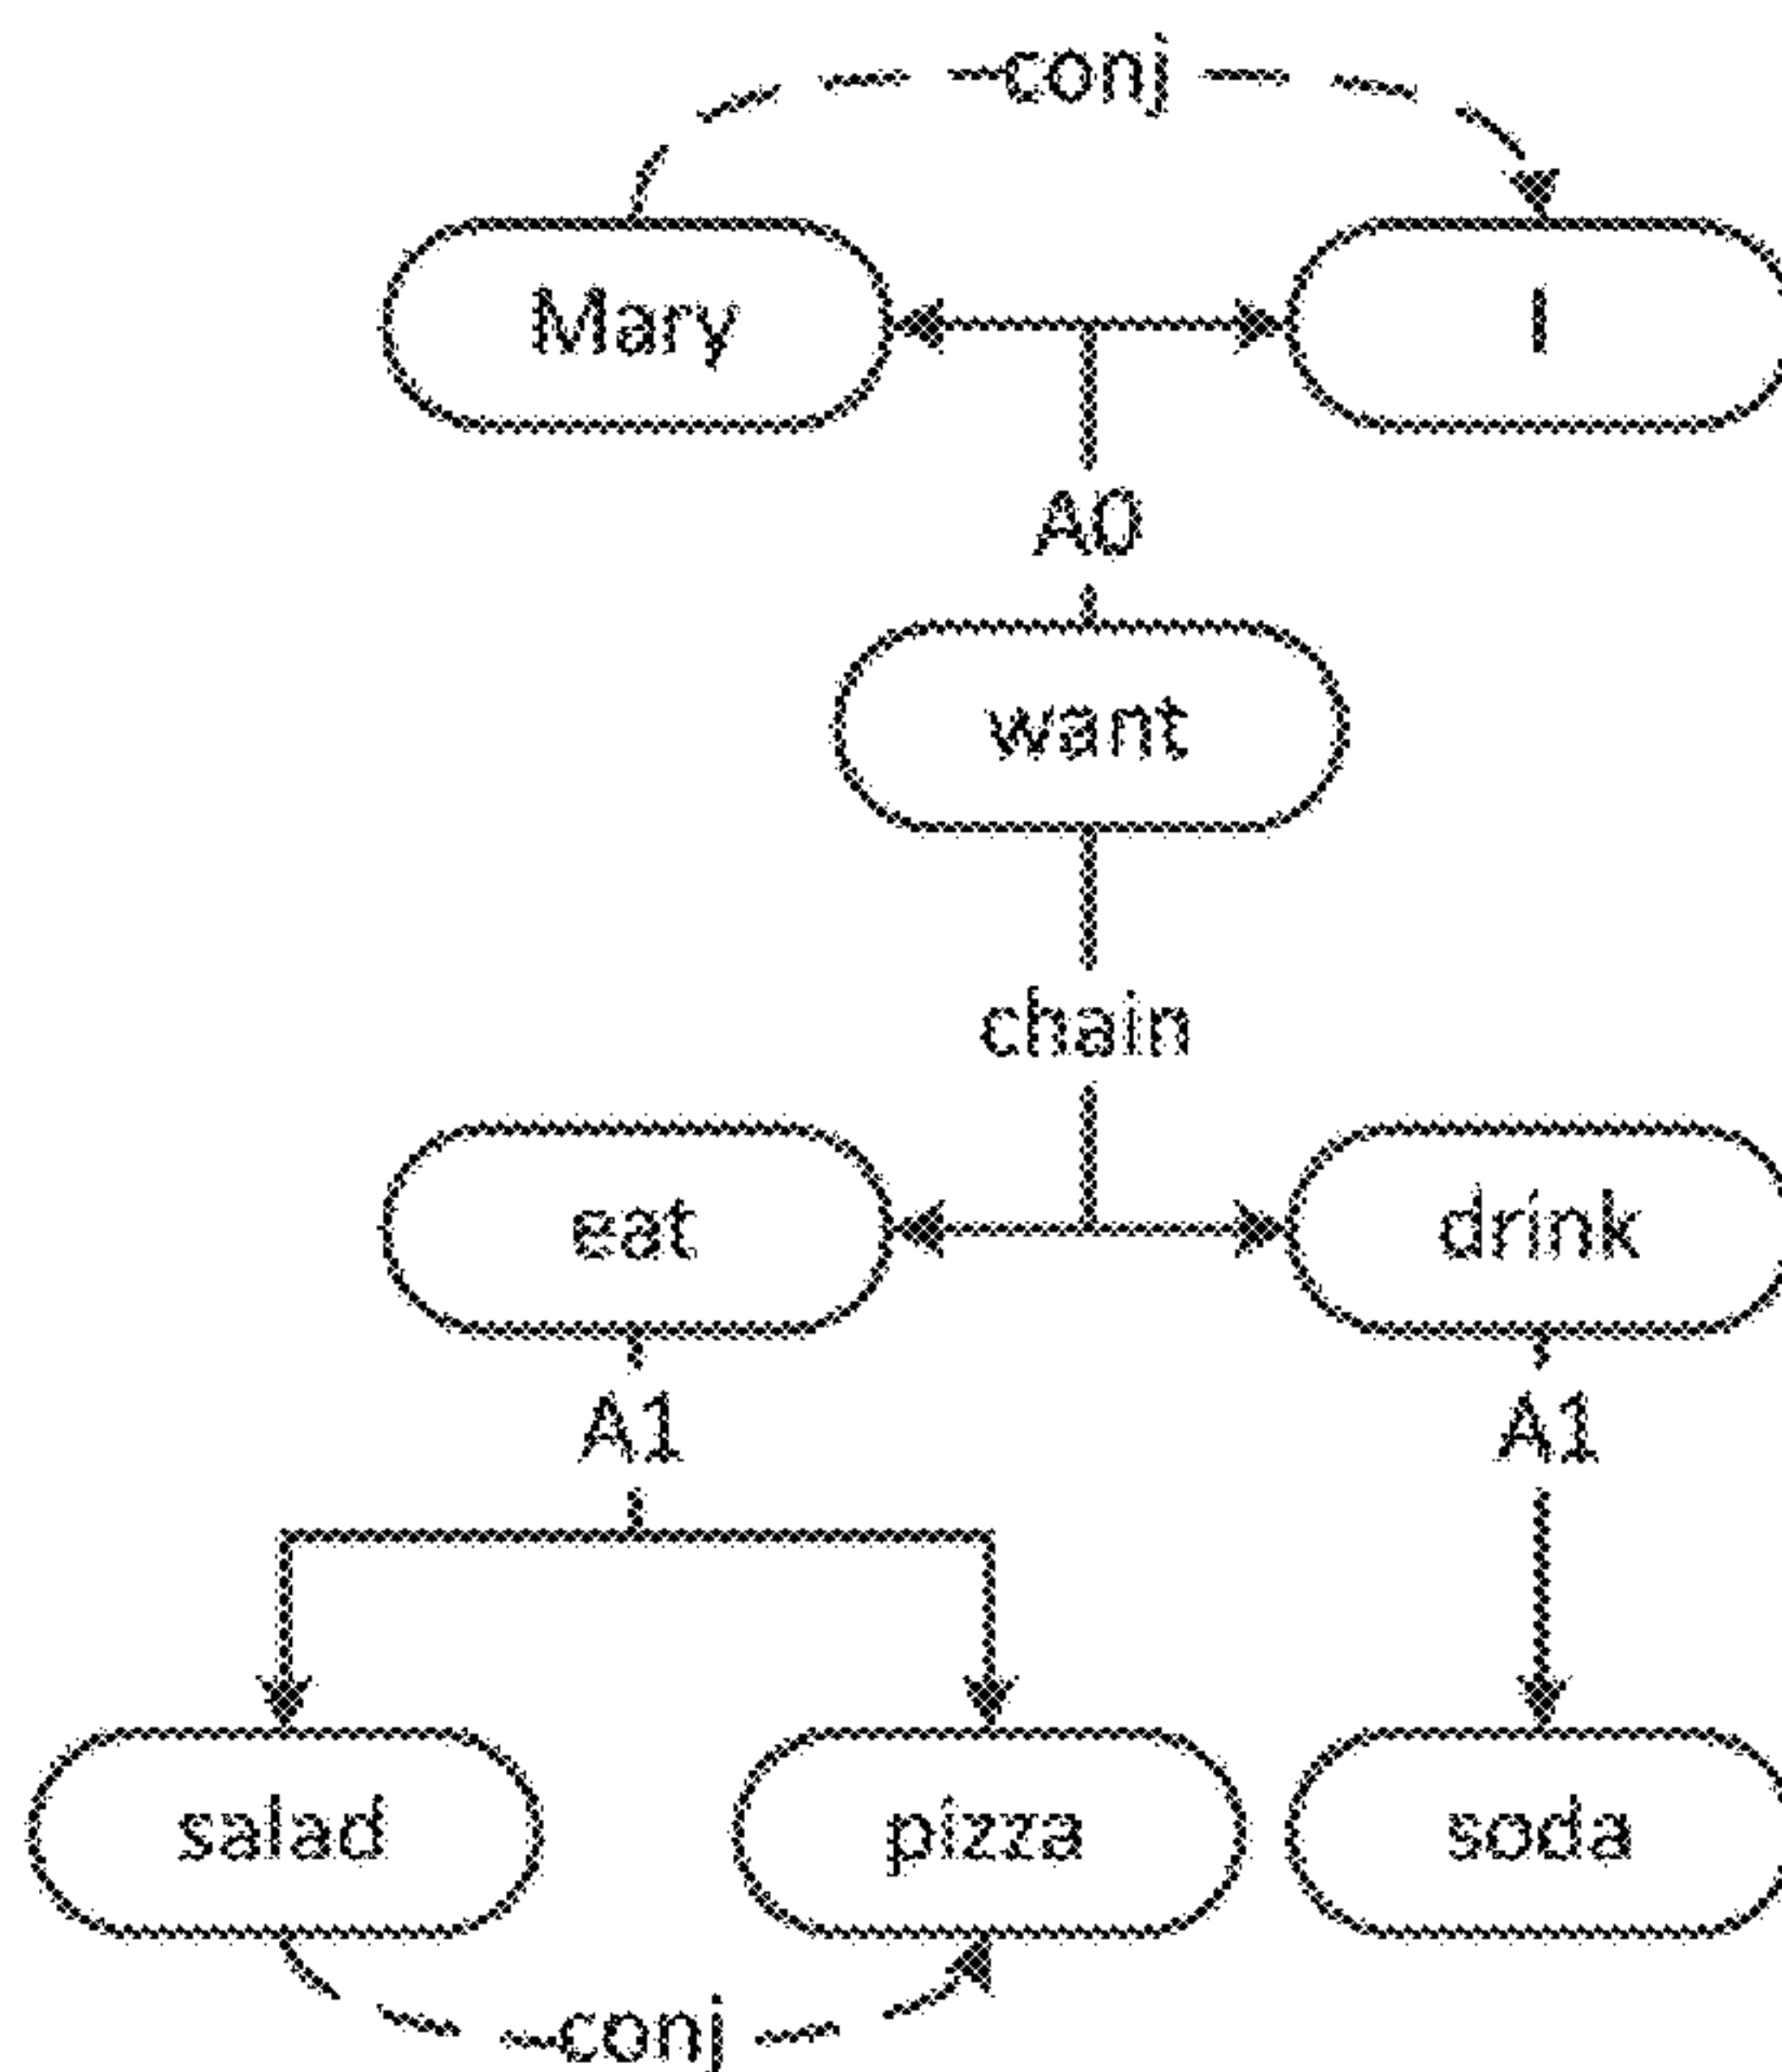 conj
Mary I
A0
want
chain
eat drink
A1 A1
salad pizza soda
conj